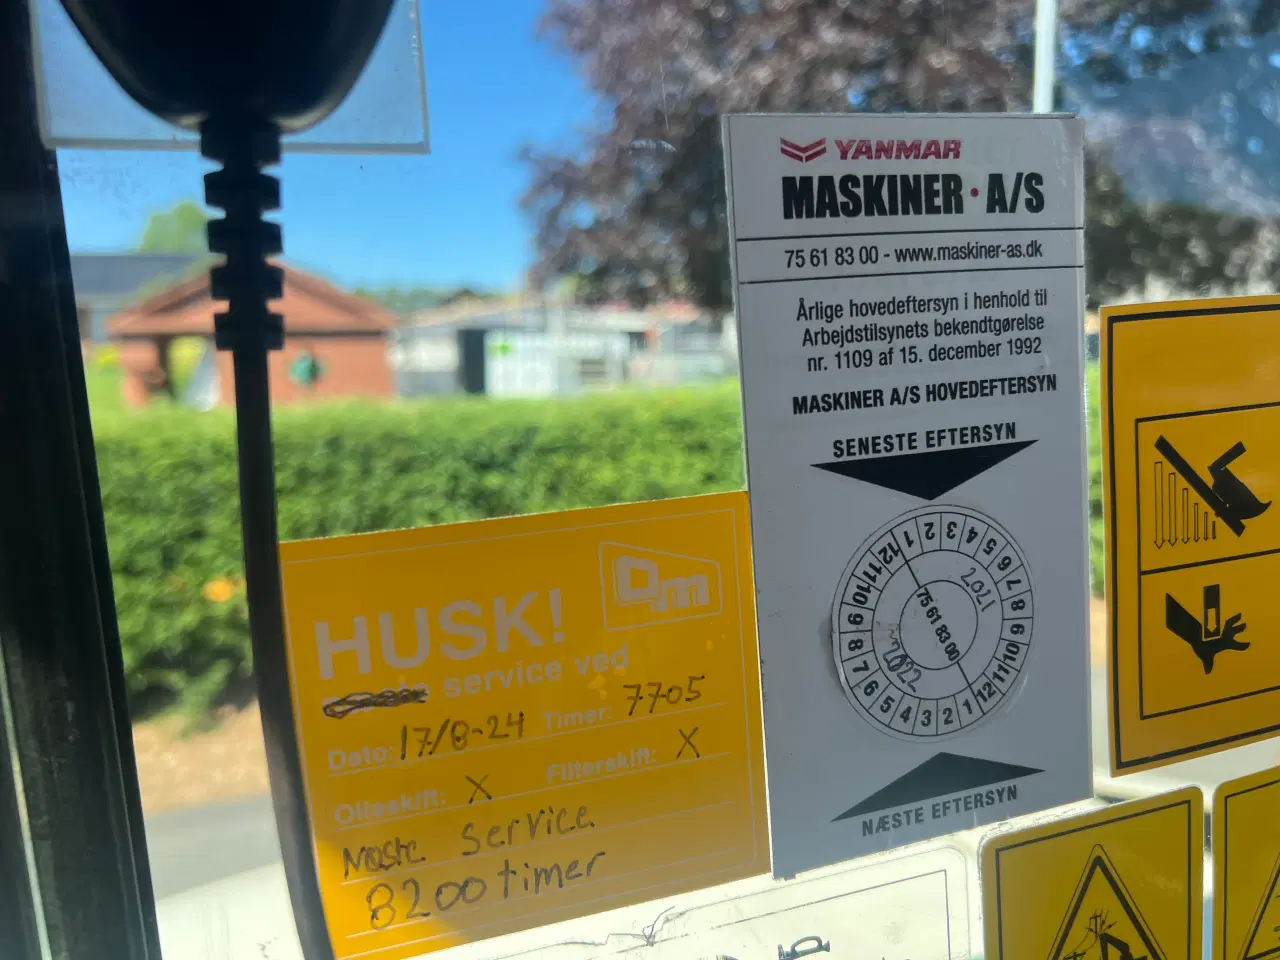 YANMAR
MASKINER · A/S
75 61 83 00 - www.maskiner-as.dk
Årlige hovedeftersyn i henhold til
Arbejdstilsynets bekendtgørelse
nr. 1109 af 15. december 1992
MASKINER A/S HOVEDEFTERSYN
SENESTE EFTERSYN
1 2 3 4 5 6 7 8 9 10 11 12
2021
75 61 83 00
2022
1 2 3 4 5 6 7 8 9 10 11 12
NÆSTE EFTERSYN
Dm
HUSK!
service ved
Dato: 17/8-24 Timer: 7705
Olieskift: X Filterskift: X
Næste Service
8200 timer